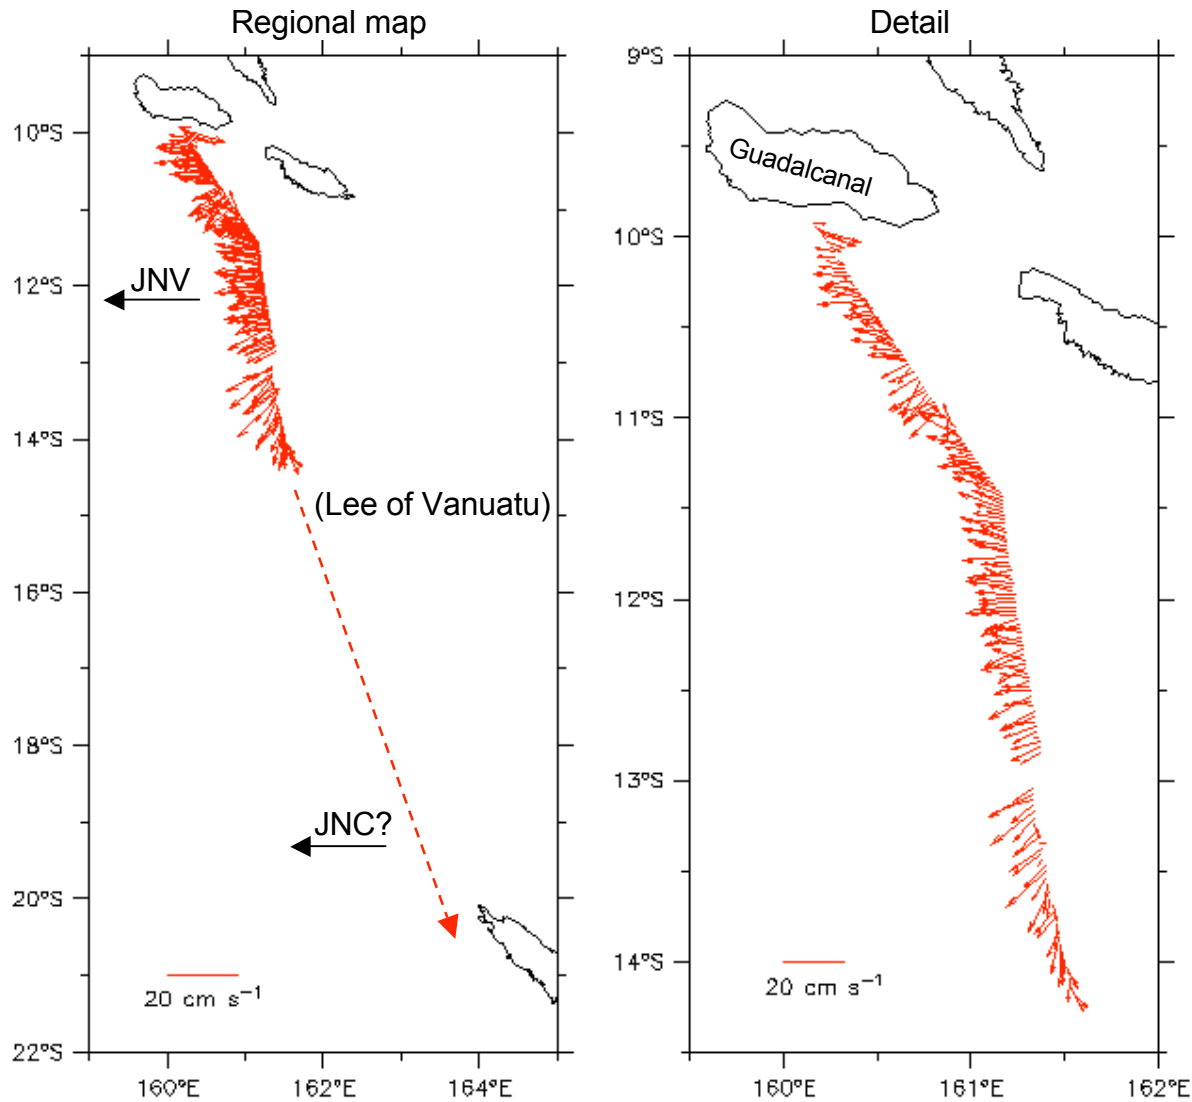 Regional map
10°S
12°S
14°S
16°S
18°S
20°S
22°S
JNV
(Lee of Vanuatu)
JNC?
20 cm s⁻¹
160°E
162°E
164°E
Detail
9°S
10°S
11°S
12°S
13°S
14°S
Guadalcanal
20 cm s⁻¹
160°E
161°E
162°E